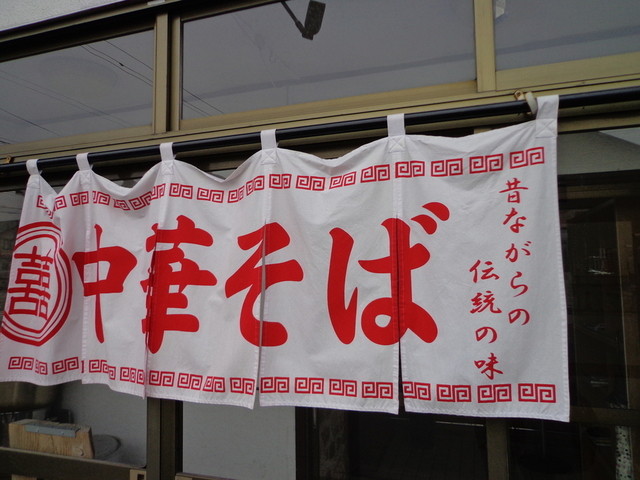 喜
中華そば
昔ながらの
伝統の味